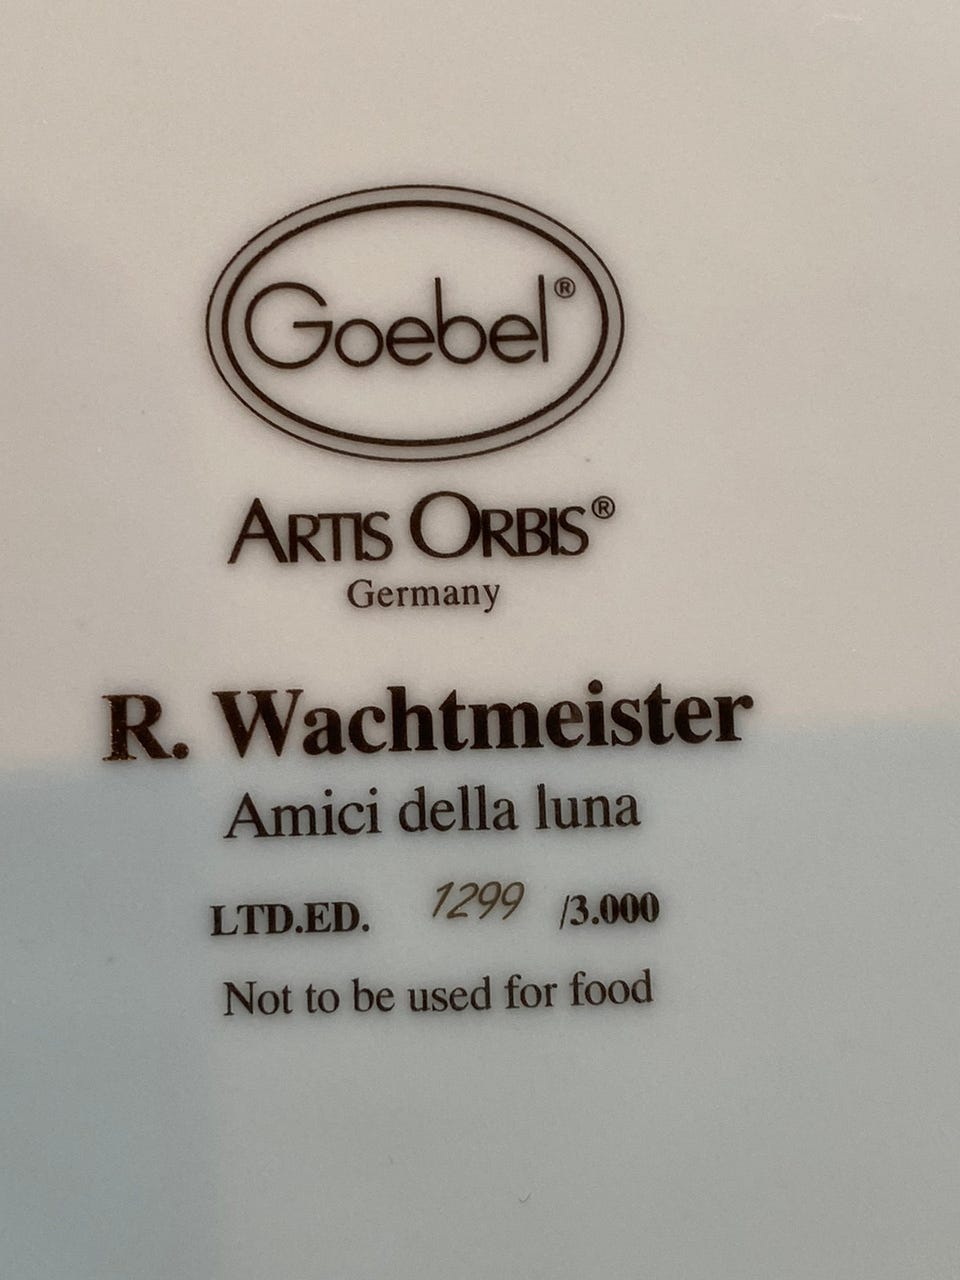 Goebel®
ARTIS ORBIS®
Germany
R. Wachtmeister
Amici della luna
LTD.ED. 1299 /3.000
Not to be used for food